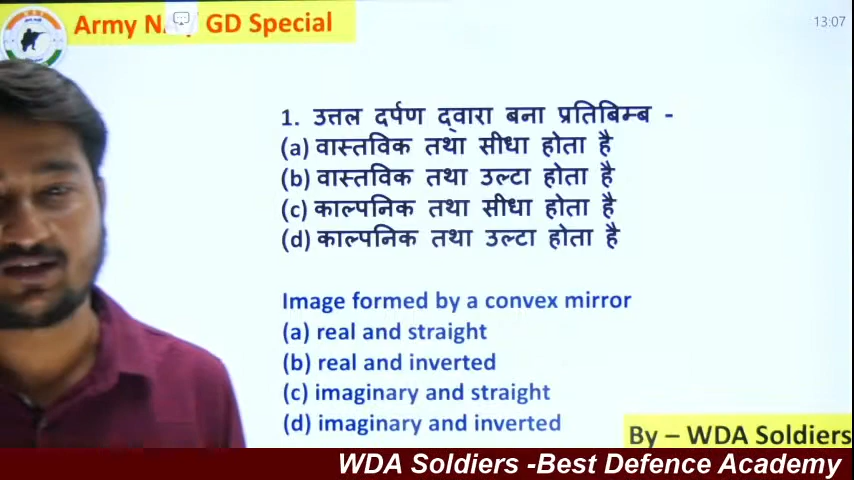 Army N GD Special
13:07
1. उत्तल दर्पण द्वारा बना प्रतिबिम्ब -
(a) वास्तविक तथा सीधा होता है
(b) वास्तविक तथा उल्टा होता है
(c) काल्पनिक तथा सीधा होता है
(d) काल्पनिक तथा उल्टा होता है
Image formed by a convex mirror
(a) real and straight
(b) real and inverted
(c) imaginary and straight
(d) imaginary and inverted
By – WDA Soldiers
WDA Soldiers -Best Defence Academy